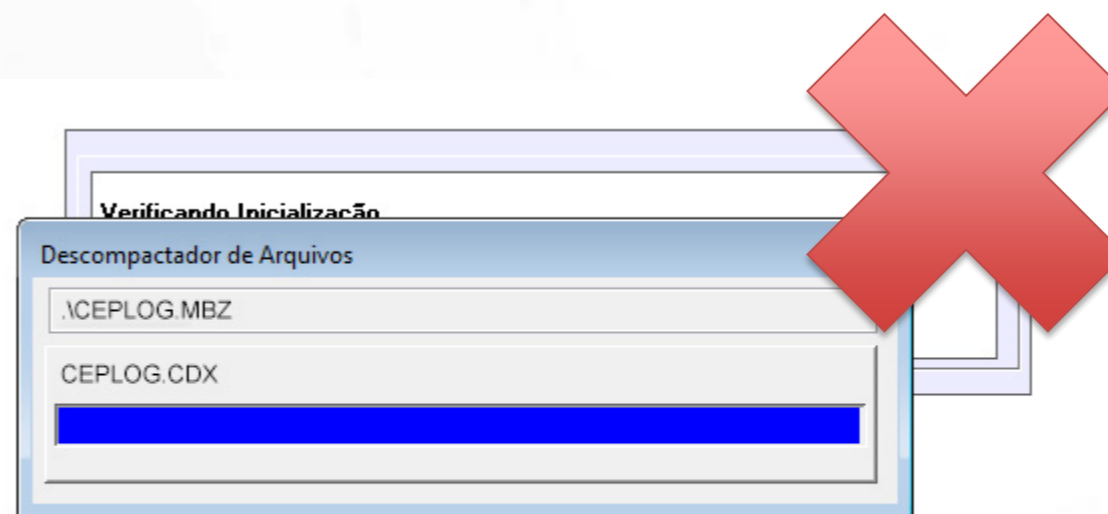 Verificando Inicialização
Descompactador de Arquivos
.\CEPLOG.MBZ
CEPLOG.CDX